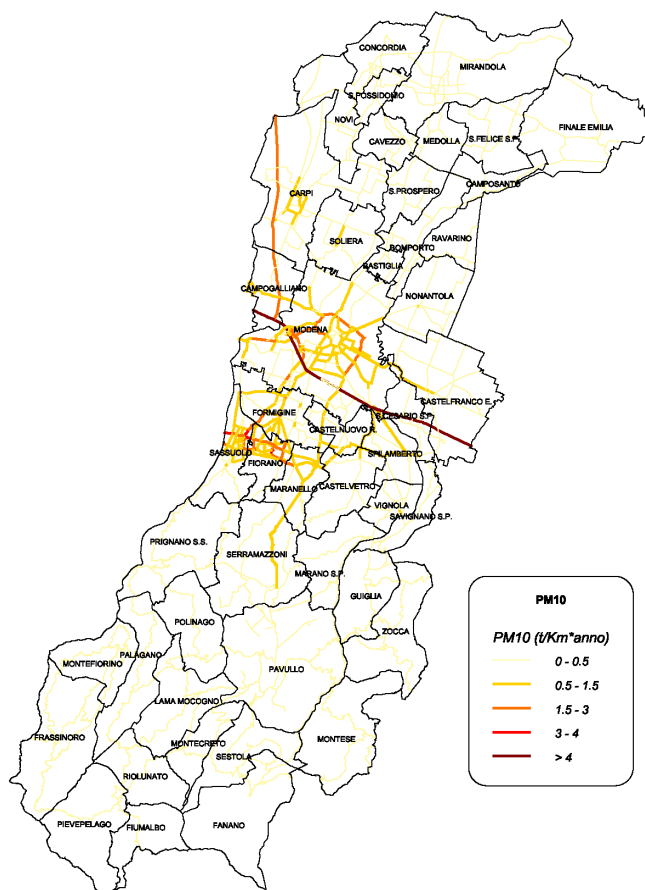 CONCORDIA
MIRANDOLA
S.POSSIDONIO
NOVI
FINALE EMILIA
CAVEZZO
MEDOLLA
S.FELICE S.P.
CAMPOSANTO
CARPI
S.PROSPERO
SOLIERA
BOMPORTO
RAVARINO
BASTIGLIA
CAMPOGALLIANO
NONANTOLA
MODENA
CASTELFRANCO E.
FORMIGINE
S.CESARIO S.P.
CASTELNUOVO R.
SASSUOLO
SPILAMBERTO
FIORANO
MARANELLO
CASTELVETRO
VIGNOLA
SAVIGNANO S.P.
PRIGNANO S.S.
SERRAMAZZONI
MARANO S.P.
GUIGLIA
POLINAGO
ZOCCA
PALAGANO
MONTEFIORINO
PAVULLO
LAMA MOCOGNO
FRASSINORO
MONTECRETO
MONTESE
SESTOLA
RIOLUNATO
PIEVEPELAGO
FIUMALBO
FANANO
PM10
PM10 (t/Km*anno)
0 - 0.5
0.5 - 1.5
1.5 - 3
3 - 4
> 4